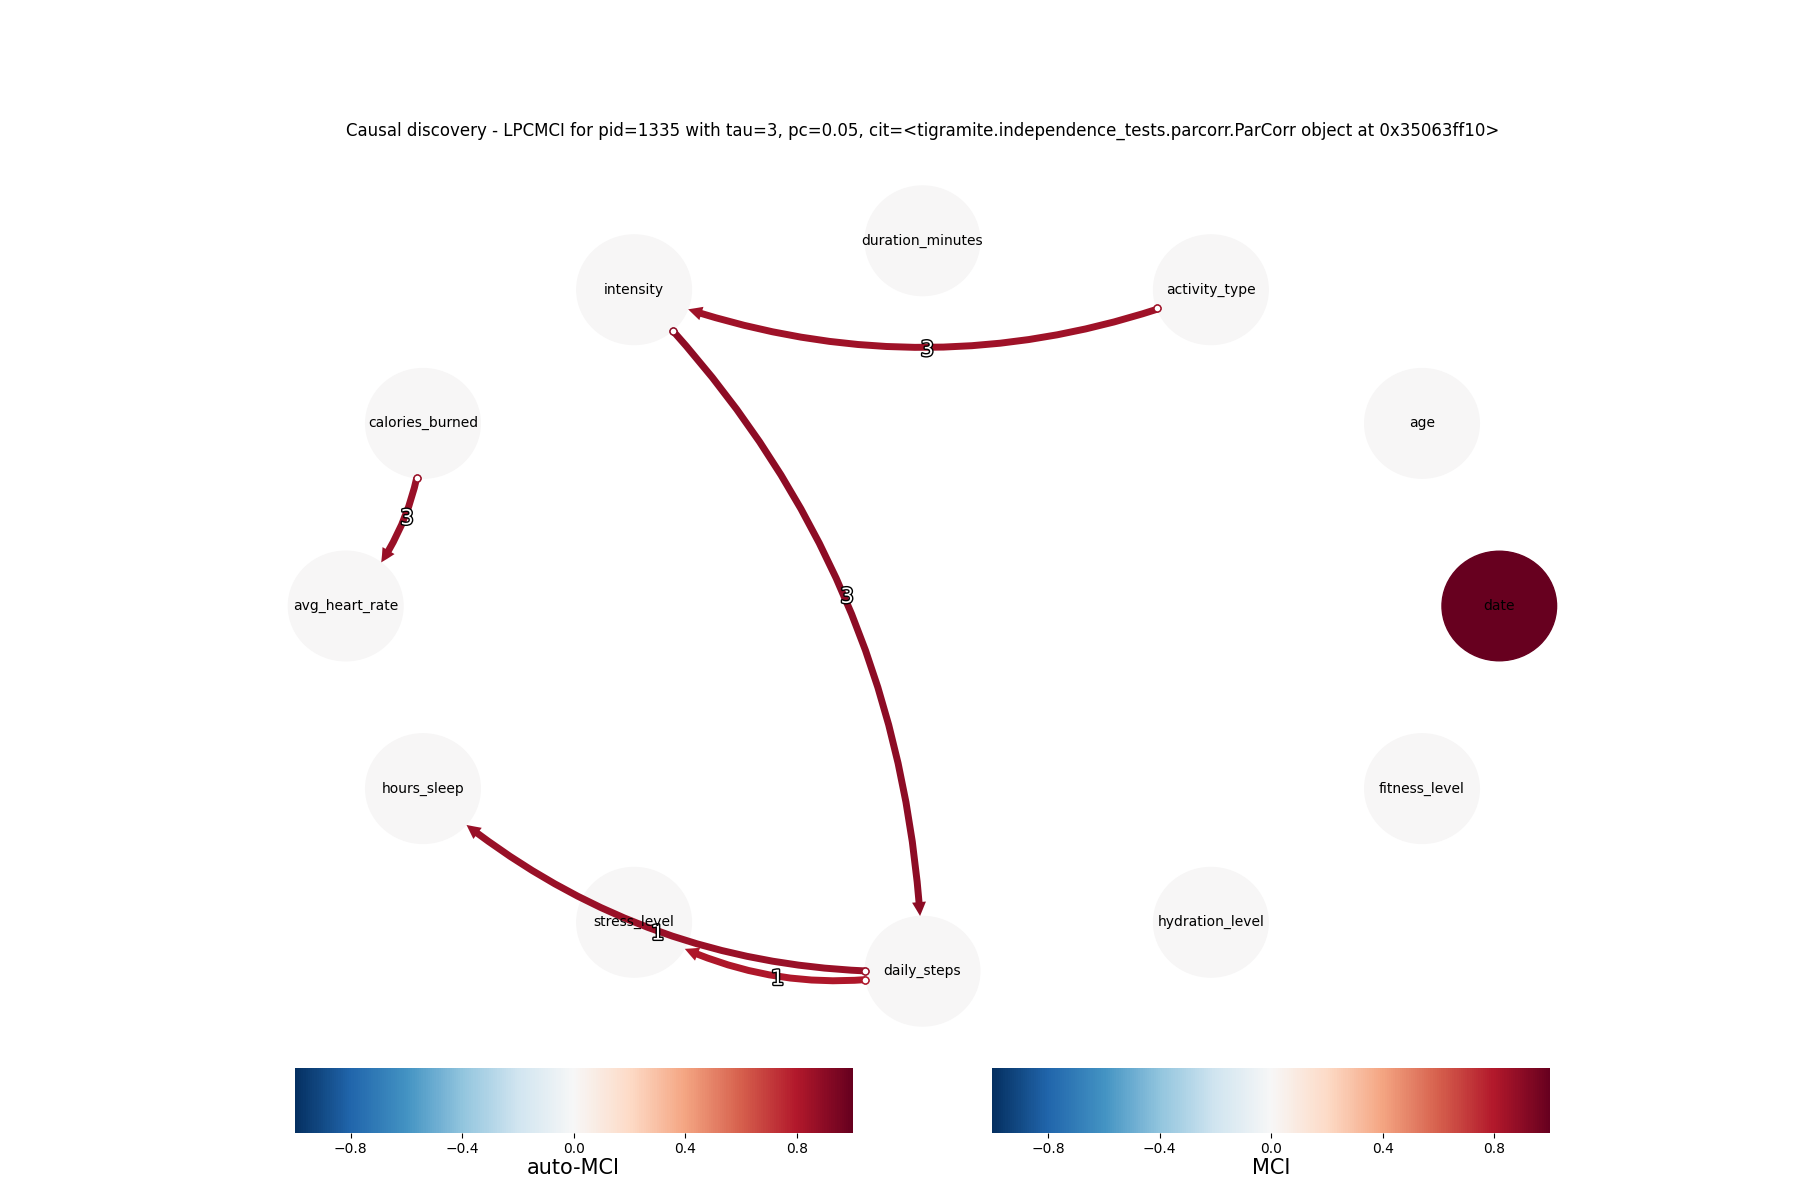 Causal discovery - LPCMCI for pid=1335 with tau=3, pc=0.05, cit=<tigramite.independence_tests.parcorr.ParCorr object at 0x35063ff10>
duration_minutes
intensity
activity_type
3
calories_burned
age
3
3
avg_heart_rate
date
hours_sleep
fitness_level
stress_level
hydration_level
1
daily_steps
1
−0.8 −0.4 0.0 0.4 0.8
auto-MCI
−0.8 −0.4 0.0 0.4 0.8
MCI